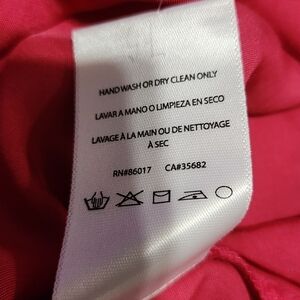 HAND WASH OR DRY CLEAN ONLY
LAVAR A MANO O LIMPIEZA EN SECO
LAVAGE À LA MAIN OU DE NETTOYAGE
À SEC
RN#86017 CA#35682